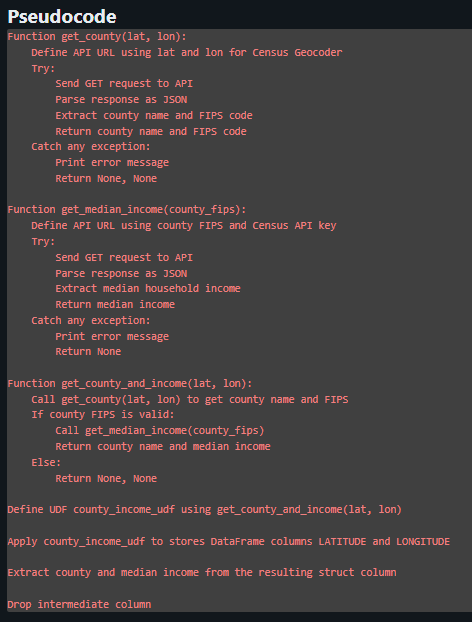 Pseudocode
Function get_county(lat, lon):
Define API URL using lat and lon for Census Geocoder
Try:
Send GET request to API
Parse response as JSON
Extract county name and FIPS code
Return county name and FIPS code
Catch any exception:
Print error message
Return None, None
Function get_median_income(county_fips):
Define API URL using county FIPS and Census API key
Try:
Send GET request to API
Parse response as JSON
Extract median household income
Return median income
Catch any exception:
Print error message
Return None
Function get_county_and_income(lat, lon):
Call get_county(lat, lon) to get county name and FIPS
If county FIPS is valid:
Call get_median_income(county_fips)
Return county name and median income
Else:
Return None, None
Define UDF county_income_udf using get_county_and_income(lat, lon)
Apply county_income_udf to stores DataFrame columns LATITUDE and LONGITUDE
Extract county and median income from the resulting struct column
Drop intermediate column